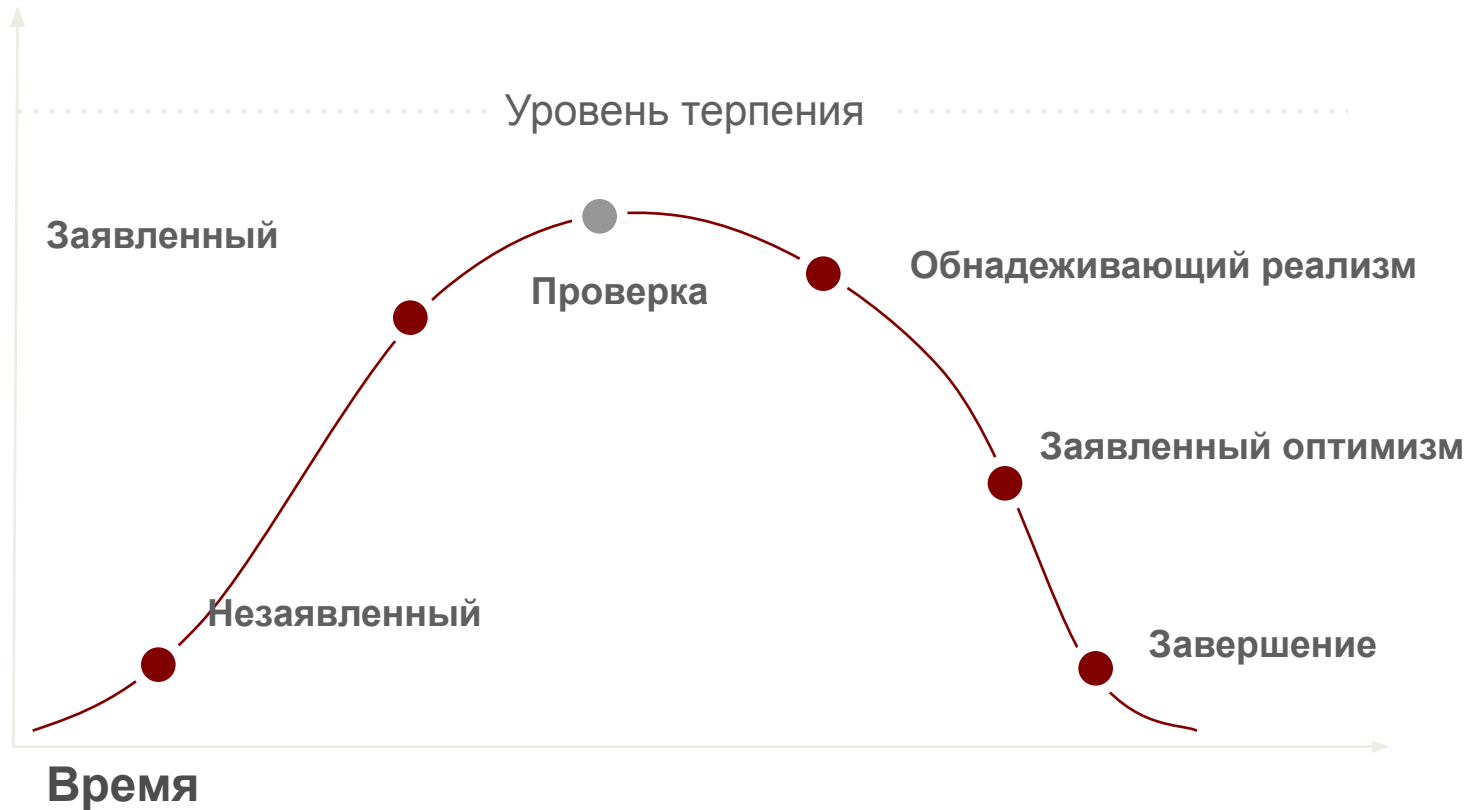 Уровень терпения
Заявленный
Обнадеживающий реализм
Проверка
Заявленный оптимизм
Незаявленный
Завершение
Время